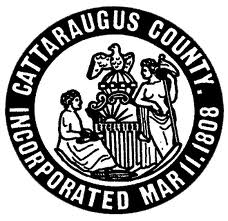 CATTARAUGUS COUNTY.
INCORPORATED MAR 11. 1808